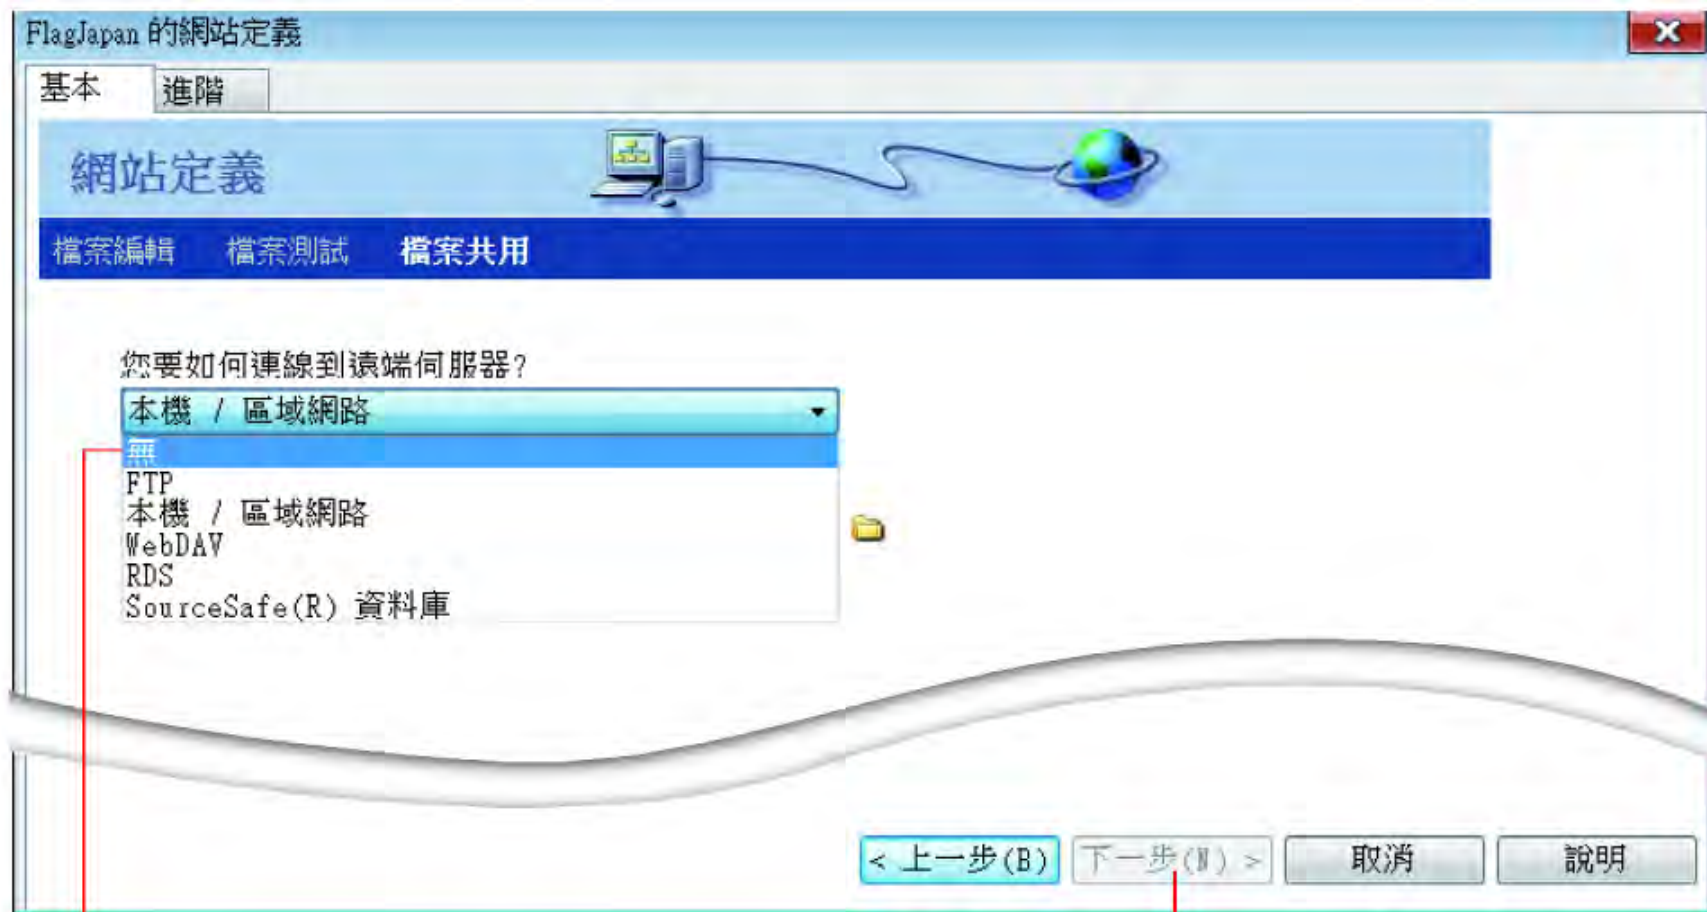 FlagJapan 的網站定義
基本 進階
網站定義
檔案編輯 檔案測試 檔案共用
您要如何連線到遠端伺服器?
本機 / 區域網路
無
FTP
本機 / 區域網路
WebDAV
RDS
SourceSafe(R) 資料庫
< 上一步(B) 下一步(N) > 取消 說明